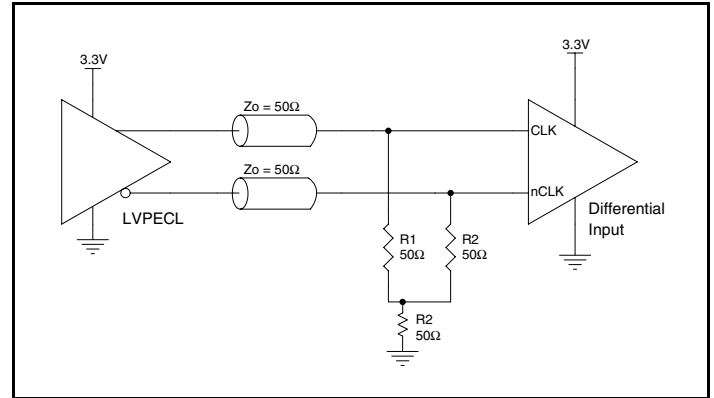 3.3V
3.3V
Zo = 50Ω
CLK
Zo = 50Ω
nCLK
LVPECL
Differential
Input
R1
50Ω
R2
50Ω
R2
50Ω